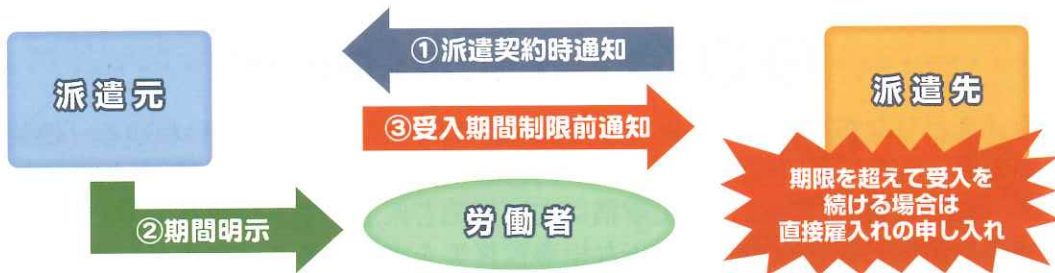 派遣元
①派遣契約時通知
派遣先
③受入期間制限前通知
期限を超えて受入を
続ける場合は
直接雇入れの申し入れ
②期間明示
労働者